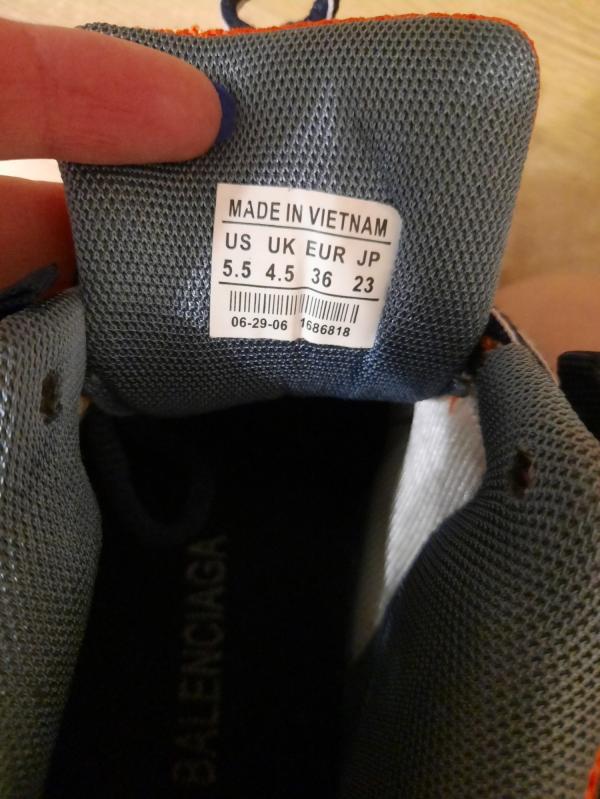 MADE IN VIETNAM
US UK EUR JP
5.5 4.5 36 23
06-29-06 1686818
BALENCIAGA